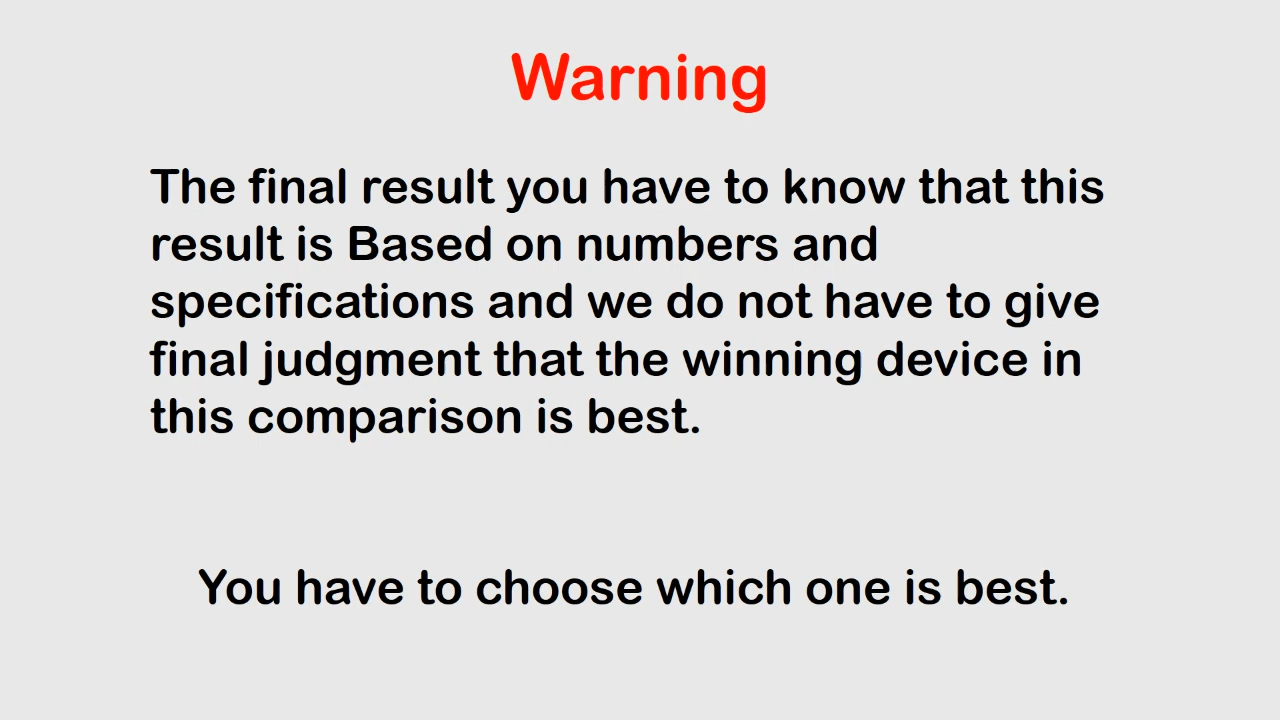 Warning
The final result you have to know that this
result is Based on numbers and
specifications and we do not have to give
final judgment that the winning device in
this comparison is best.
You have to choose which one is best.